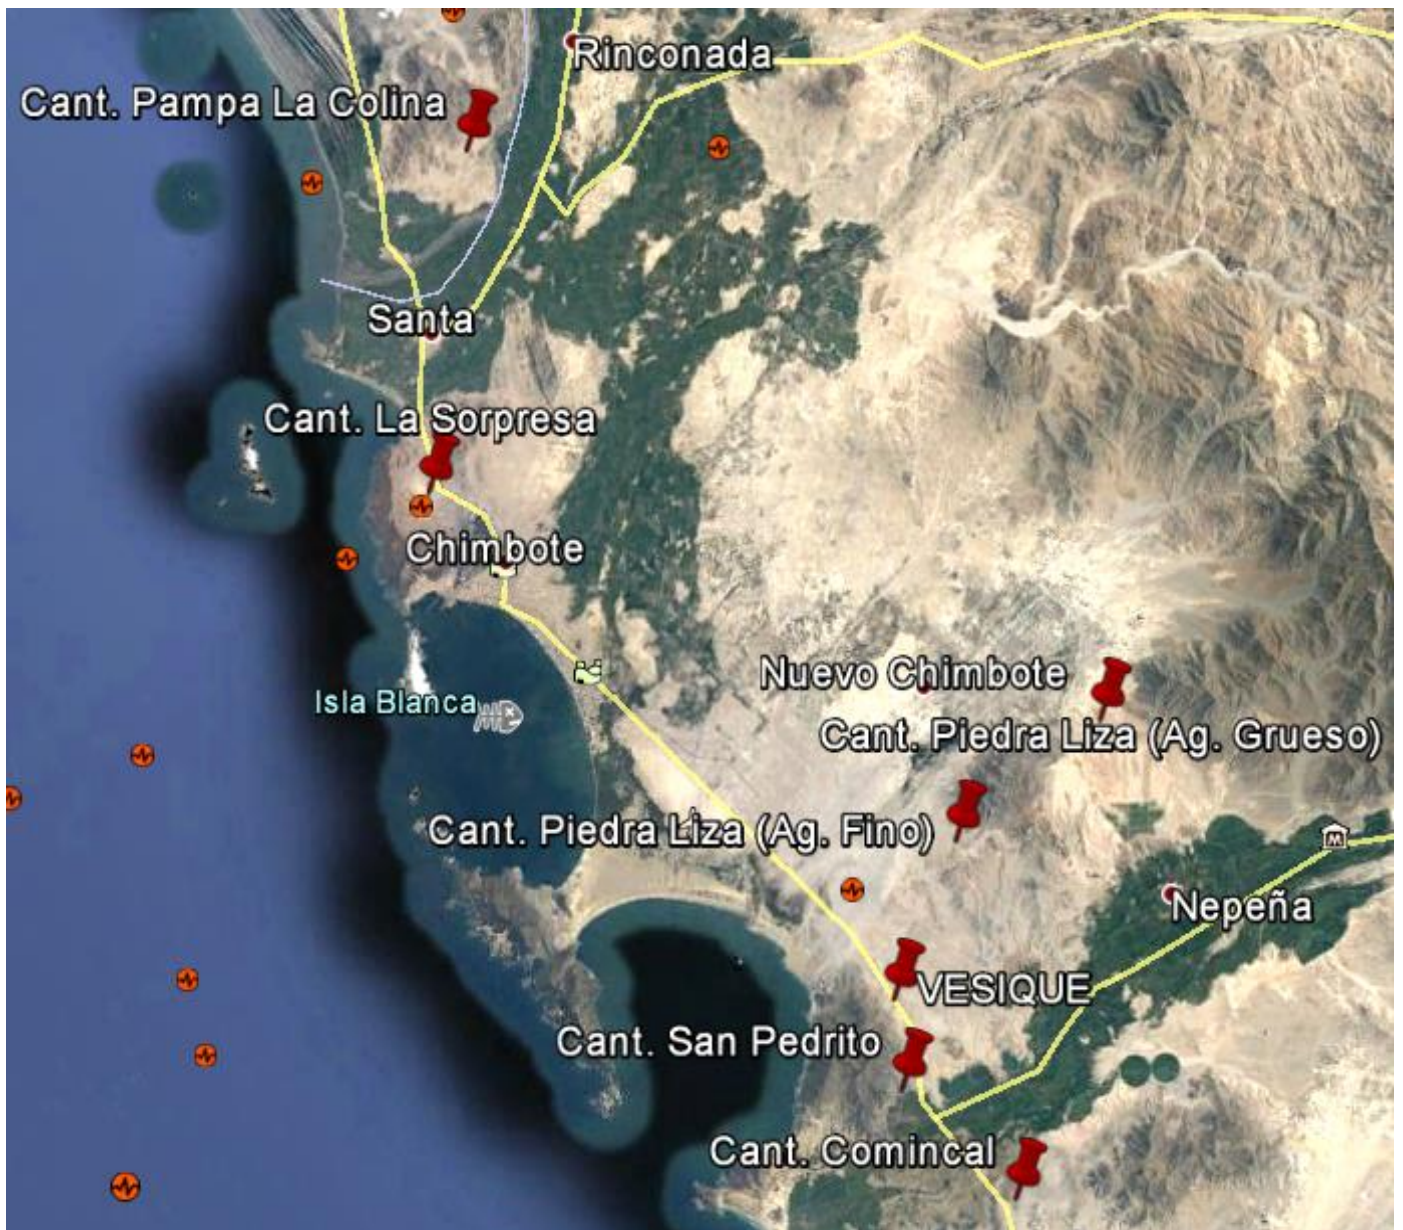 Rinconada
Cant. Pampa La Colina
Santa
Cant. La Sorpresa
Chimbote
Nuevo Chimbote
Isla Blanca
Cant. Piedra Liza (Ag. Grueso)
Cant. Piedra Liza (Ag. Fino)
Nepeña
VESIQUE
Cant. San Pedrito
Cant. Comincal